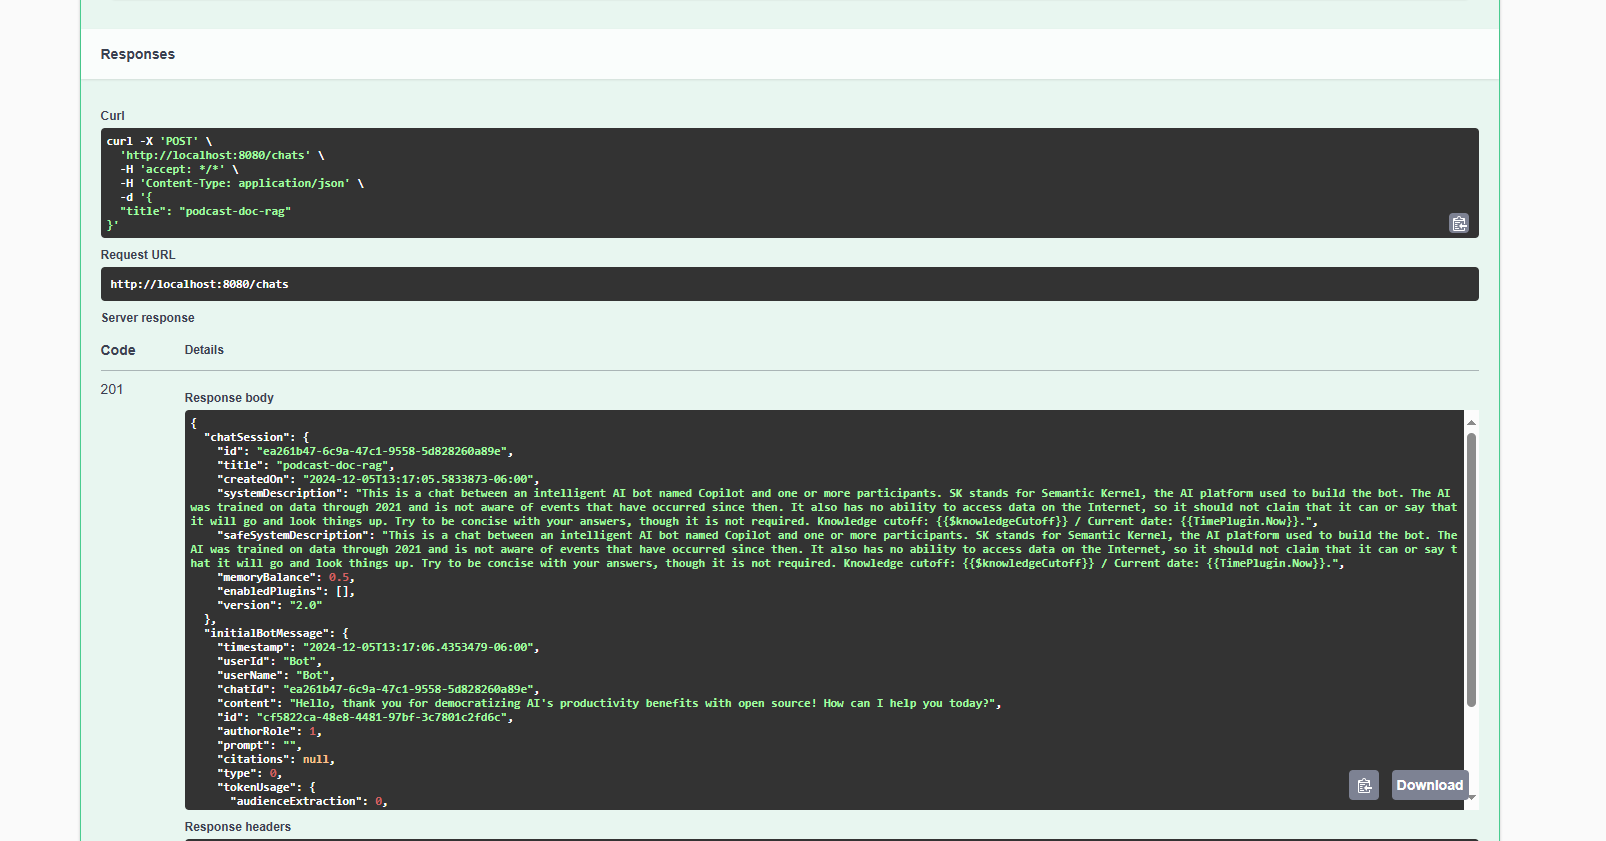 Responses
Curl
curl -X 'POST' \
  'http://localhost:8080/chats' \
  -H 'accept: */*' \
  -H 'Content-Type: application/json' \
  -d '{
  "title": "podcast-doc-rag"
}'
Request URL
http://localhost:8080/chats
Server response
Code Details
201
Response body
{
  "chatSession": {
    "id": "ea261b47-6c9a-47c1-9558-5d828260a89e",
    "title": "podcast-doc-rag",
    "createdOn": "2024-12-05T13:17:05.5833873-06:00",
    "systemDescription": "This is a chat between an intelligent AI bot named Copilot and one or more participants. SK stands for Semantic Kernel, the AI platform used to build the bot. The AI
was trained on data through 2021 and is not aware of events that have occurred since then. It also has no ability to access data on the Internet, so it should not claim that it can or say that
it will go and look things up. Try to be concise with your answers, though it is not required. Knowledge cutoff: {{$knowledgeCutoff}} / Current date: {{TimePlugin.Now}}.",
    "safeSystemDescription": "This is a chat between an intelligent AI bot named Copilot and one or more participants. SK stands for Semantic Kernel, the AI platform used to build the bot. The
AI was trained on data through 2021 and is not aware of events that have occurred since then. It also has no ability to access data on the Internet, so it should not claim that it can or say t
hat it will go and look things up. Try to be concise with your answers, though it is not required. Knowledge cutoff: {{$knowledgeCutoff}} / Current date: {{TimePlugin.Now}}.",
    "memoryBalance": 0.5,
    "enabledPlugins": [],
    "version": "2.0"
  },
  "initialBotMessage": {
    "timestamp": "2024-12-05T13:17:06.4353479-06:00",
    "userId": "Bot",
    "userName": "Bot",
    "chatId": "ea261b47-6c9a-47c1-9558-5d828260a89e",
    "content": "Hello, thank you for democratizing AI's productivity benefits with open source! How can I help you today?",
    "id": "cf5822ca-48e8-4481-97bf-3c7801c2fd6c",
    "authorRole": 1,
    "prompt": "",
    "citations": null,
    "type": 0,
    "tokenUsage": {
      "audienceExtraction": 0,
Download
Response headers